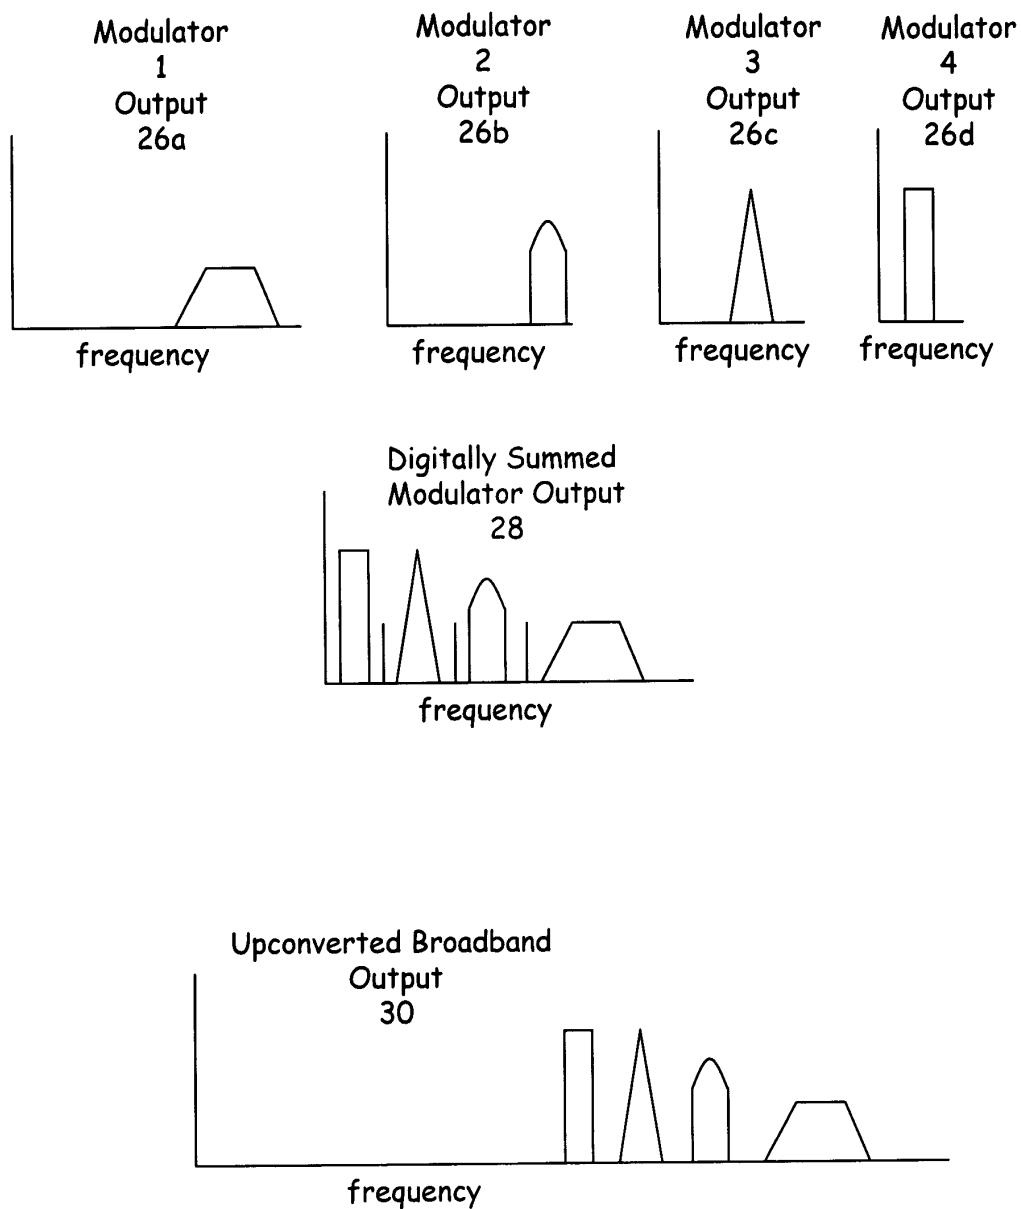 Modulator
1
Output
26a
Modulator
2
Output
26b
Modulator
3
Output
26c
Modulator
4
Output
26d
frequency
frequency
frequency
frequency
Digitally Summed
Modulator Output
28
frequency
Upconverted Broadband
Output
30
frequency